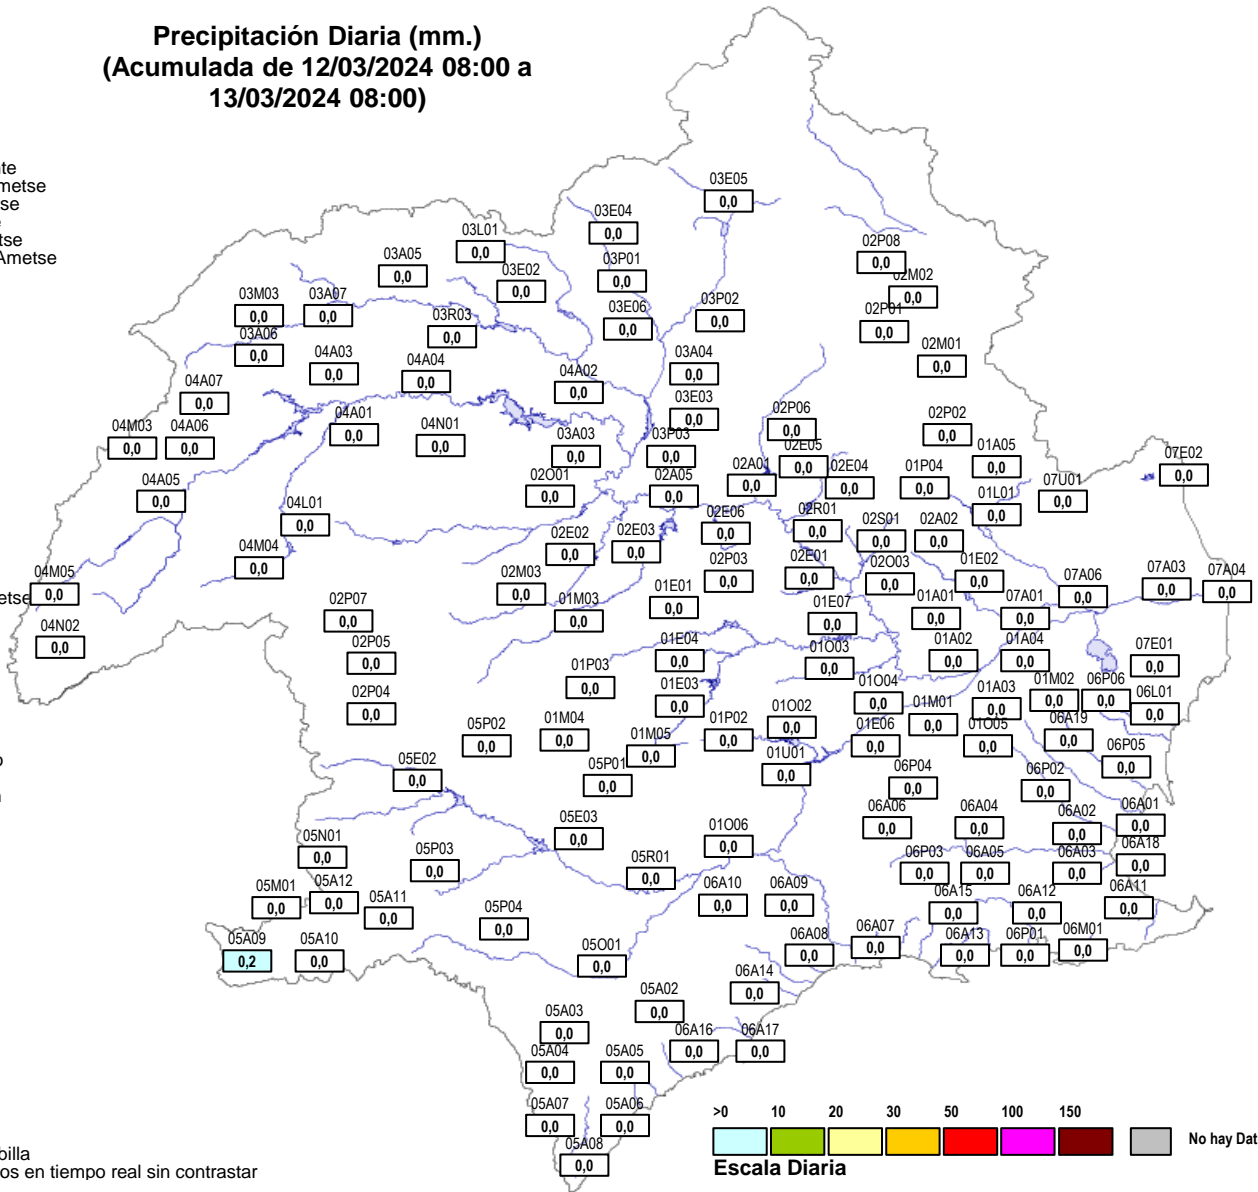 Precipitación Diaria (mm.)
(Acumulada de 12/03/2024 08:00 a
13/03/2024 08:00)
03E05
0,0
03E04
0,0
03L01
0,0
03P01
0,0
02P08
0,0
03A05
0,0
03E02
0,0
02M02
0,0
03M03
0,0
03A07
0,0
03E06
0,0
03P02
0,0
02P01
0,0
03R03
0,0
03A06
0,0
04A03
0,0
04A04
0,0
03A04
0,0
02M01
0,0
04A02
0,0
04A07
0,0
03E03
0,0
04M03
0,0
04A06
0,0
04A01
0,0
04N01
0,0
02P06
0,0
02P02
0,0
03A03
0,0
03P03
0,0
02E05
0,0
01A05
0,0
07E02
0,0
02A01
0,0
02E04
0,0
01P04
0,0
04A05
0,0
02O01
0,0
02A05
0,0
07U01
0,0
01L01
0,0
04L01
0,0
02E06
0,0
02R01
0,0
02S01
0,0
02A02
0,0
02E02
0,0
02E03
0,0
04M04
0,0
02P03
0,0
02E01
0,0
02O03
0,0
01E02
0,0
04M05
0,0
02M03
0,0
07A06
0,0
07A03
0,0
07A04
0,0
etse
02P07
0,0
01M03
0,0
01E01
0,0
01E07
0,0
01A01
0,0
07A01
0,0
04N02
0,0
02P05
0,0
01E04
0,0
01O03
0,0
01A02
0,0
01A04
0,0
07E01
0,0
01P03
0,0
02P04
0,0
01E03
0,0
01O04
0,0
01A03
0,0
01M02
0,0
06P06
0,0
06L01
0,0
05P02
0,0
01M04
0,0
01M05
0,0
01P02
0,0
01O02
0,0
01E06
0,0
01M01
0,0
01O05
0,0
06A19
0,0
05E02
0,0
05P01
0,0
01U01
0,0
06P04
0,0
06P02
0,0
06P05
0,0
05N01
0,0
05E03
0,0
01O06
0,0
06A06
0,0
06A04
0,0
06A02
0,0
06A01
0,0
05P03
0,0
05R01
0,0
06P03
0,0
06A05
0,0
06A03
0,0
06A18
0,0
05M01
0,0
05A12
0,0
05A11
0,0
06A10
0,0
06A09
0,0
06A15
0,0
06A12
0,0
06A11
0,0
05P04
0,0
05A09
0,2
05A10
0,0
05O01
0,0
06A08
0,0
06A07
0,0
06A13
0,0
06P01
0,0
06M01
0,0
06A14
0,0
05A02
0,0
05A03
0,0
06A16
0,0
06A17
0,0
05A04
0,0
05A05
0,0
05A07
0,0
05A06
0,0
05A08
0,0
>0 10 20 30 50 100 150
No hay Dat
Escala Diaria
billa
os en tiempo real sin contrastar